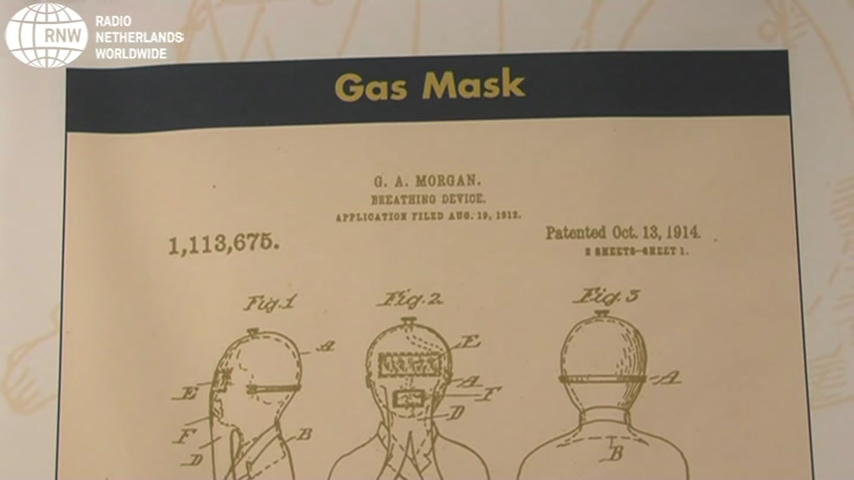 RNW
RADIO
NETHERLANDS
WORLDWIDE
Gas Mask
G. A. MORGAN.
BREATHING DEVICE.
APPLICATION FILED AUG. 19, 1912.
1,113,675.
Patented Oct. 13, 1914.
2 SHEETS-SHEET 1.
Fig. 1 Fig. 2 Fig. 3
A E
E A A
F F
D B D B